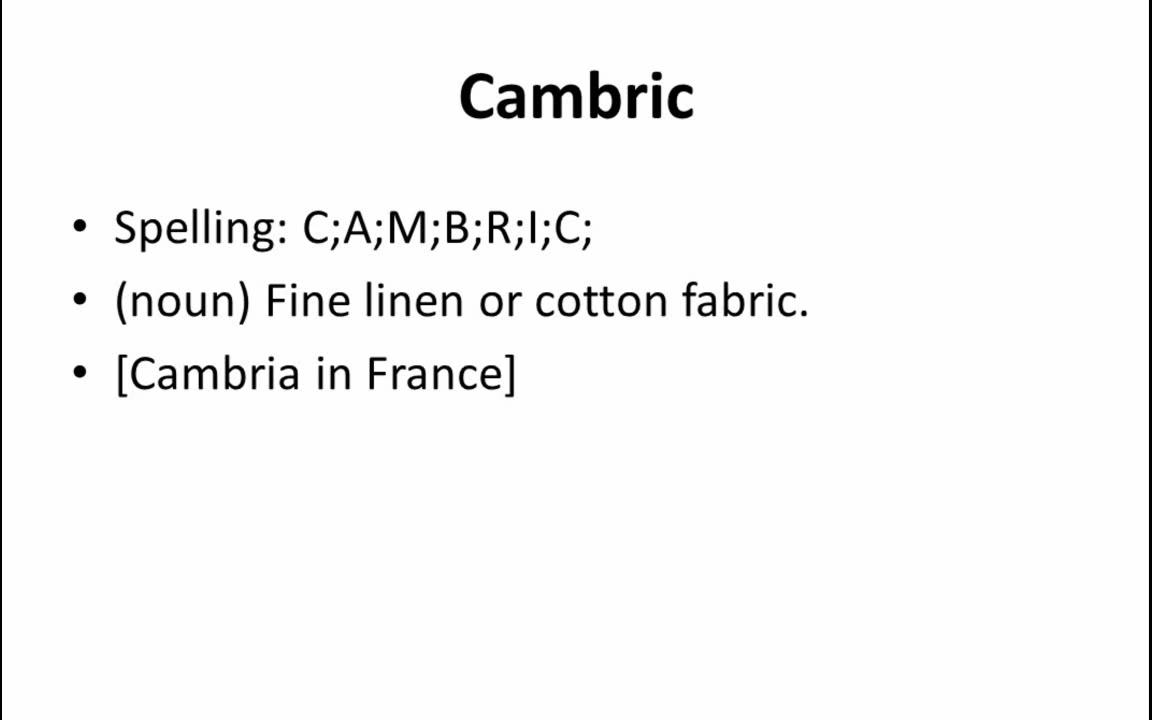 Cambric
• Spelling: C;A;M;B;R;I;C;
• (noun) Fine linen or cotton fabric.
• [Cambria in France]